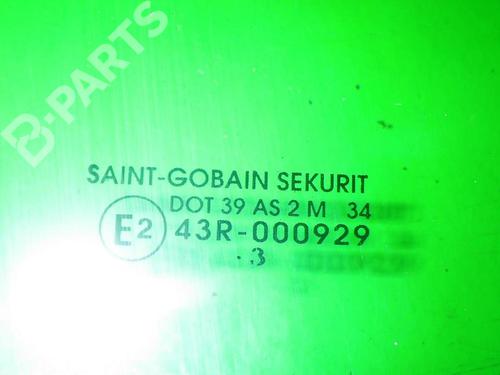 B-PARTS
SAINT-GOBAIN SEKURIT
DOT 39 AS 2 M 34
E2 43R-000929
.3